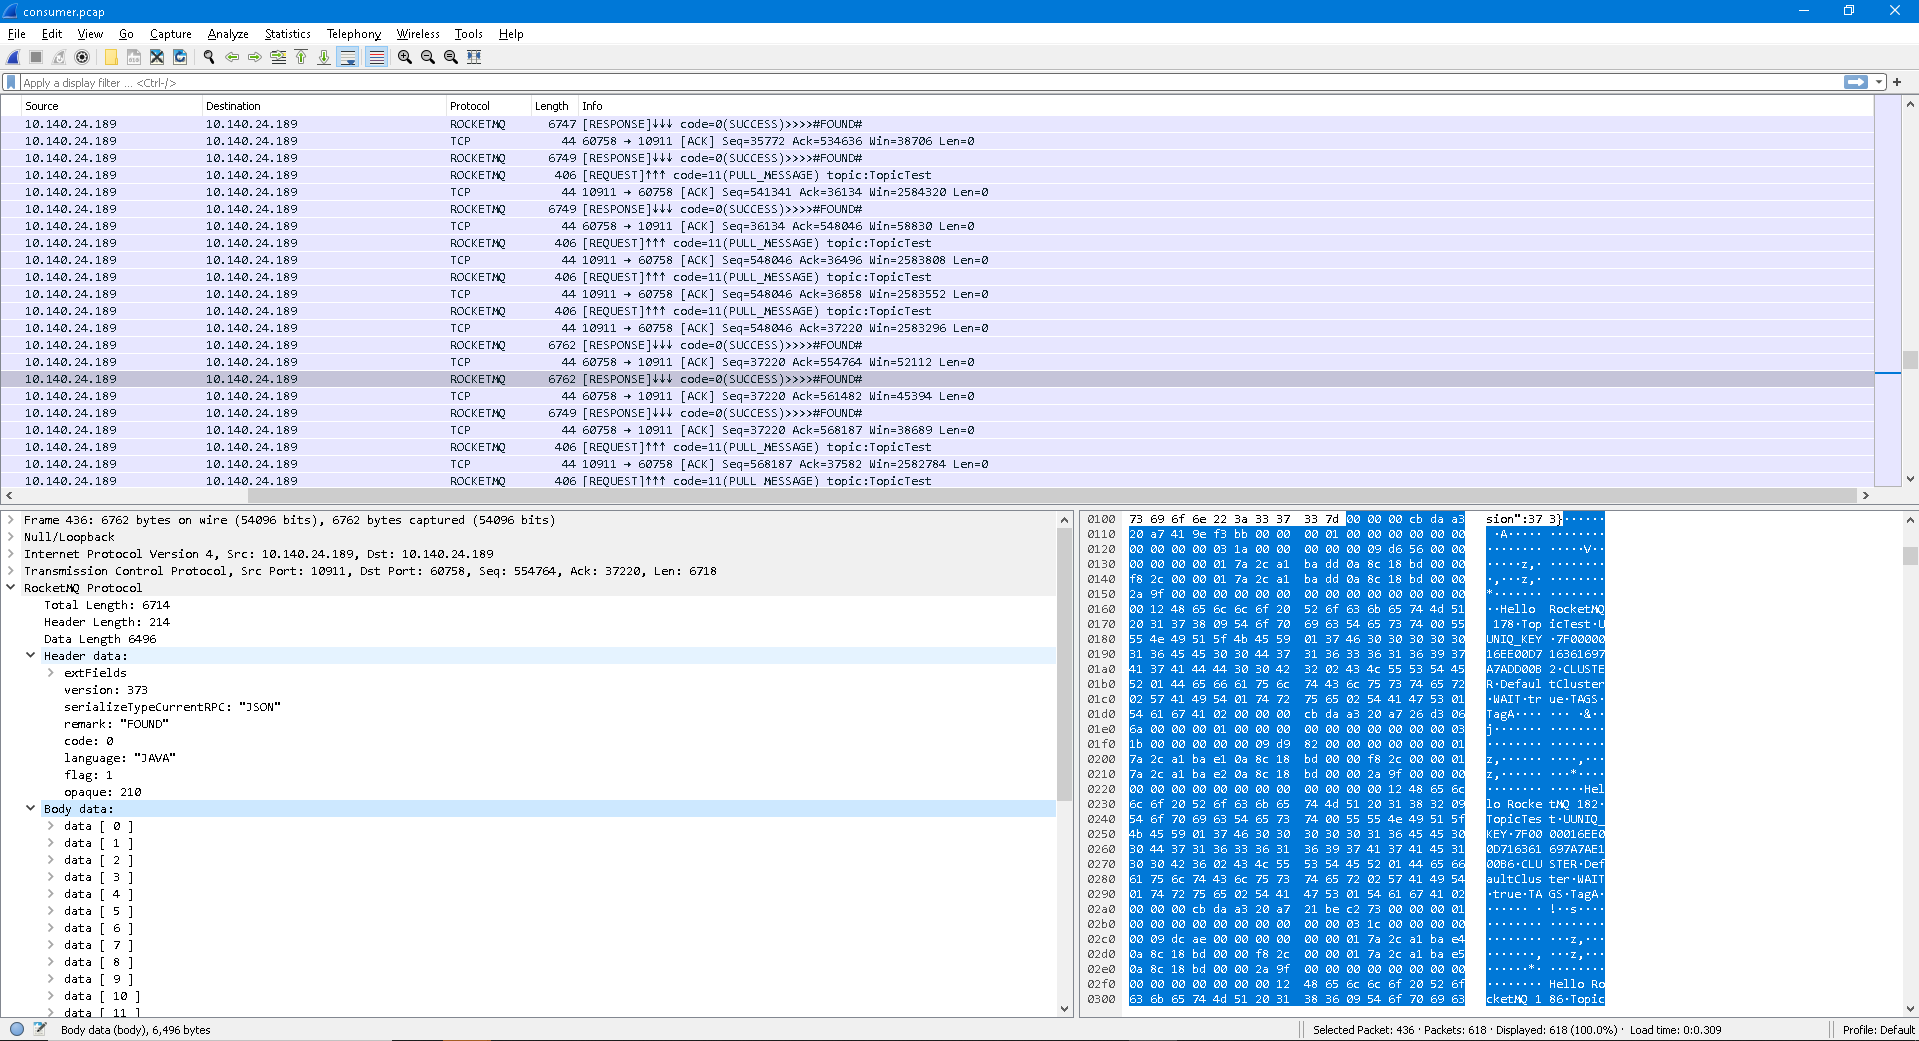 consumer.pcap
File Edit View Go Capture Analyze Statistics Telephony Wireless Tools Help
Apply a display filter ... <Ctrl-/>
Source Destination Protocol Length Info
10.140.24.189 10.140.24.189 ROCKETMQ 6747 [RESPONSE]↓↓↓ code=0(SUCCESS)>>>>#FOUND#
10.140.24.189 10.140.24.189 TCP 44 60758 → 10911 [ACK] Seq=35772 Ack=534636 Win=38706 Len=0
10.140.24.189 10.140.24.189 ROCKETMQ 6749 [RESPONSE]↓↓↓ code=0(SUCCESS)>>>>#FOUND#
10.140.24.189 10.140.24.189 ROCKETMQ 406 [REQUEST]↑↑↑ code=11(PULL_MESSAGE) topic:TopicTest
10.140.24.189 10.140.24.189 TCP 44 10911 → 60758 [ACK] Seq=541341 Ack=36134 Win=2584320 Len=0
10.140.24.189 10.140.24.189 ROCKETMQ 6749 [RESPONSE]↓↓↓ code=0(SUCCESS)>>>>#FOUND#
10.140.24.189 10.140.24.189 TCP 44 60758 → 10911 [ACK] Seq=36134 Ack=548046 Win=58830 Len=0
10.140.24.189 10.140.24.189 ROCKETMQ 406 [REQUEST]↑↑↑ code=11(PULL_MESSAGE) topic:TopicTest
10.140.24.189 10.140.24.189 TCP 44 10911 → 60758 [ACK] Seq=548046 Ack=36496 Win=2583808 Len=0
10.140.24.189 10.140.24.189 ROCKETMQ 406 [REQUEST]↑↑↑ code=11(PULL_MESSAGE) topic:TopicTest
10.140.24.189 10.140.24.189 TCP 44 10911 → 60758 [ACK] Seq=548046 Ack=36858 Win=2583552 Len=0
10.140.24.189 10.140.24.189 ROCKETMQ 406 [REQUEST]↑↑↑ code=11(PULL_MESSAGE) topic:TopicTest
10.140.24.189 10.140.24.189 TCP 44 10911 → 60758 [ACK] Seq=548046 Ack=37220 Win=2583296 Len=0
10.140.24.189 10.140.24.189 ROCKETMQ 6762 [RESPONSE]↓↓↓ code=0(SUCCESS)>>>>#FOUND#
10.140.24.189 10.140.24.189 TCP 44 60758 → 10911 [ACK] Seq=37220 Ack=554764 Win=52112 Len=0
10.140.24.189 10.140.24.189 ROCKETMQ 6762 [RESPONSE]↓↓↓ code=0(SUCCESS)>>>>#FOUND#
10.140.24.189 10.140.24.189 TCP 44 60758 → 10911 [ACK] Seq=37220 Ack=561482 Win=45394 Len=0
10.140.24.189 10.140.24.189 ROCKETMQ 6749 [RESPONSE]↓↓↓ code=0(SUCCESS)>>>>#FOUND#
10.140.24.189 10.140.24.189 TCP 44 60758 → 10911 [ACK] Seq=37220 Ack=568187 Win=38689 Len=0
10.140.24.189 10.140.24.189 ROCKETMQ 406 [REQUEST]↑↑↑ code=11(PULL_MESSAGE) topic:TopicTest
10.140.24.189 10.140.24.189 TCP 44 10911 → 60758 [ACK] Seq=568187 Ack=37582 Win=2582784 Len=0
10.140.24.189 10.140.24.189 ROCKETMQ 406 [REQUEST]↑↑↑ code=11(PULL MESSAGE) topic:TopicTest
Frame 436: 6762 bytes on wire (54096 bits), 6762 bytes captured (54096 bits)
Null/Loopback
Internet Protocol Version 4, Src: 10.140.24.189, Dst: 10.140.24.189
Transmission Control Protocol, Src Port: 10911, Dst Port: 60758, Seq: 554764, Ack: 37220, Len: 6718
RocketMQ Protocol
Total Length: 6714
Header Length: 214
Data Length 6496
Header data:
extFields
version: 373
serializeTypeCurrentRPC: "JSON"
remark: "FOUND"
code: 0
language: "JAVA"
flag: 1
opaque: 210
Body data:
data [ 0 ]
data [ 1 ]
data [ 2 ]
data [ 3 ]
data [ 4 ]
data [ 5 ]
data [ 6 ]
data [ 7 ]
data [ 8 ]
data [ 9 ]
data [ 10 ]
data [ 11 ]
0100 73 69 6f 6e 22 3a 33 37 33 7d 00 00 00 cb da a3 sion":37 3}······
0110 20 a7 41 9e f3 bb 00 00 00 01 00 00 00 00 00 00 ·A····· ········
0120 00 00 00 00 03 1a 00 00 00 00 00 00 09 d6 56 00 ········ ······V·
0130 00 00 00 00 01 7a 2c a1 ba dd 0a 8c 18 bd 00 00 ·····z,· ········
0140 f8 2c 00 00 01 7a 2c a1 ba dd 0a 8c 18 bd 00 00 ·,···z,· ········
0150 2a 9f 00 00 00 00 00 00 00 00 00 00 00 00 00 00 *······· ········
0160 00 12 48 65 6c 6c 6f 20 52 6f 63 6b 65 74 4d 51 ··Hello RocketMQ
0170 20 31 37 38 09 54 6f 70 69 63 54 65 73 74 00 55 178·Top icTest·U
0180 55 4e 49 51 5f 4b 45 59 01 37 46 30 30 30 30 30 UNIQ_KEY ·7F00000
0190 31 36 45 45 30 30 44 37 31 36 33 36 31 36 39 37 16EE00D7 16361697
01a0 41 37 41 44 44 30 30 42 32 02 43 4c 55 53 54 45 A7ADD00B 2·CLUSTE
01b0 52 01 44 65 66 61 75 6c 74 43 6c 75 73 74 65 72 R·Defaul tCluster
01c0 02 57 41 49 54 01 74 72 75 65 02 54 41 47 53 01 ·WAIT·tr ue·TAGS·
01d0 54 61 67 41 02 00 00 00 cb da a3 20 a7 26 d3 06 TagA···· ··· ·&··
01e0 6a 00 00 00 01 00 00 00 00 00 00 00 00 00 00 03 j······· ········
01f0 1b 00 00 00 00 00 09 d9 82 00 00 00 00 00 00 01 ········ ········
0200 7a 2c a1 ba e1 0a 8c 18 bd 00 00 f8 2c 00 00 01 z,······ ····,···
0210 7a 2c a1 ba e2 0a 8c 18 bd 00 00 2a 9f 00 00 00 z,······ ···*····
0220 00 00 00 00 00 00 00 00 00 00 00 00 12 48 65 6c ········ ·····Hel
0230 6c 6f 20 52 6f 63 6b 65 74 4d 51 20 31 38 32 09 lo Rocke tMQ 182·
0240 54 6f 70 69 63 54 65 73 74 00 55 55 4e 49 51 5f TopicTes t·UUNIQ_
0250 4b 45 59 01 37 46 30 30 30 30 30 31 36 45 45 30 KEY·7F00 00016EE0
0260 30 44 37 31 36 33 36 31 36 39 37 41 37 41 45 31 0D716361 697A7AE1
0270 30 30 42 36 02 43 4c 55 53 54 45 52 01 44 65 66 00B6·CLU STER·Def
0280 61 75 6c 74 43 6c 75 73 74 65 72 02 57 41 49 54 aultClus ter·WAIT
0290 01 74 72 75 65 02 54 41 47 53 01 54 61 67 41 02 ·true·TA GS·TagA·
02a0 00 00 00 cb da a3 20 a7 21 be c2 73 00 00 00 01 ······ · !··s····
02b0 00 00 00 00 00 00 00 00 00 00 03 1c 00 00 00 00 ········ ········
02c0 00 09 dc ae 00 00 00 00 00 00 01 7a 2c a1 ba e4 ········ ···z,···
02d0 0a 8c 18 bd 00 00 f8 2c 00 00 01 7a 2c a1 ba e5 ·······, ···z,···
02e0 0a 8c 18 bd 00 00 2a 9f 00 00 00 00 00 00 00 00 ······*· ········
02f0 00 00 00 00 00 00 00 12 48 65 6c 6c 6f 20 52 6f ········ Hello Ro
0300 63 6b 65 74 4d 51 20 31 38 36 09 54 6f 70 69 63 cketMQ 1 86·Topic
Body data (body), 6,496 bytes
Selected Packet: 436 · Packets: 618 · Displayed: 618 (100.0%) · Load time: 0:0.309
Profile: Default